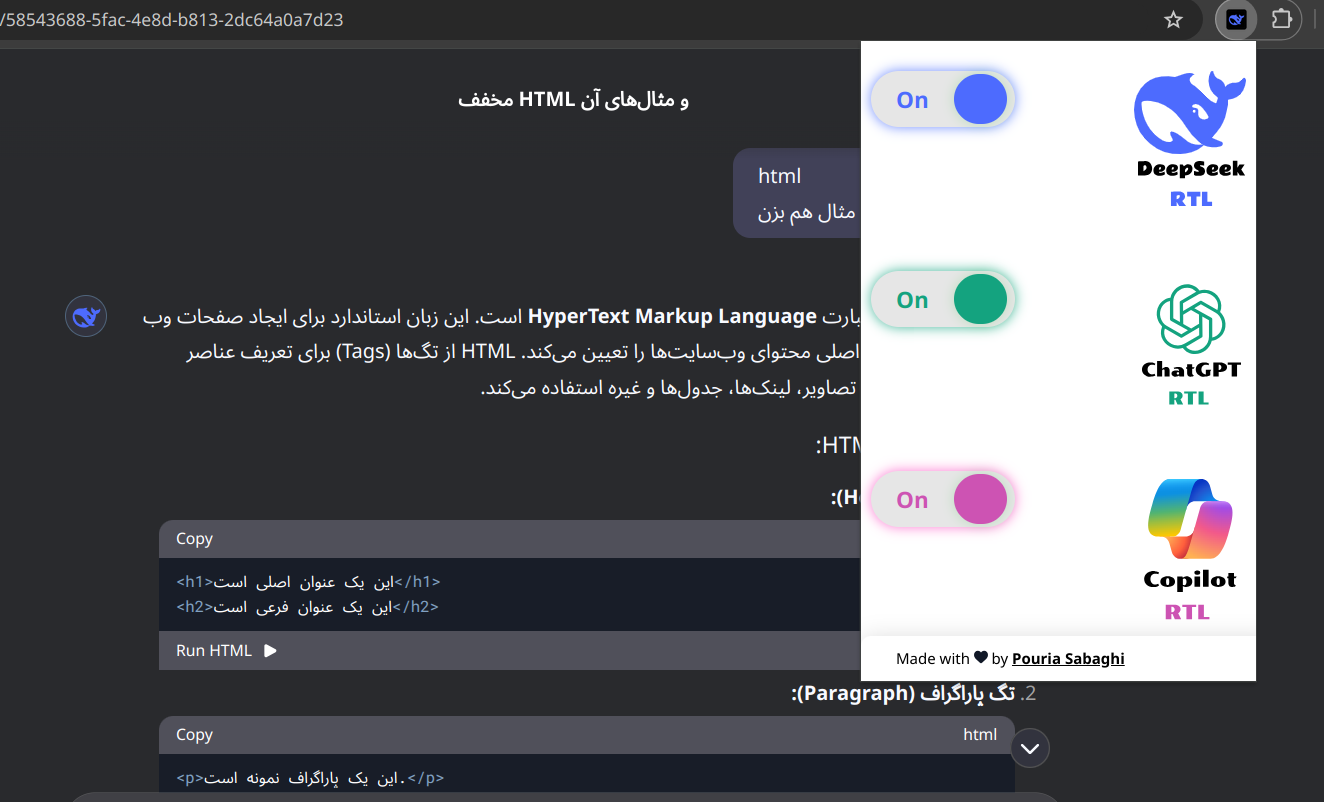 /58543688-5fac-4e8d-b813-2dc64a0a7d23
و مثال‌های آن HTML مخفف
html
مثال هم بزن
HyperText Markup Language است. این زبان استاندارد برای ایجاد صفحات وب
اصلی محتوای وب‌سایت‌ها را تعیین می‌کند. HTML از تگ‌ها (Tags) برای تعریف عناصر
تصاویر، لینک‌ها، جدول‌ها و غیره استفاده می‌کند.
Copy
<h1>این یک عنوان اصلی است</h1>
<h2>این یک عنوان فرعی است</h2>
Run HTML
2. تگ پاراگراف (Paragraph):
Copy
html
<p>این یک پاراگراف نمونه است.</p>
On
DeepSeek
RTL
On
ChatGPT
RTL
On
Copilot
RTL
Made with by Pouria Sabaghi